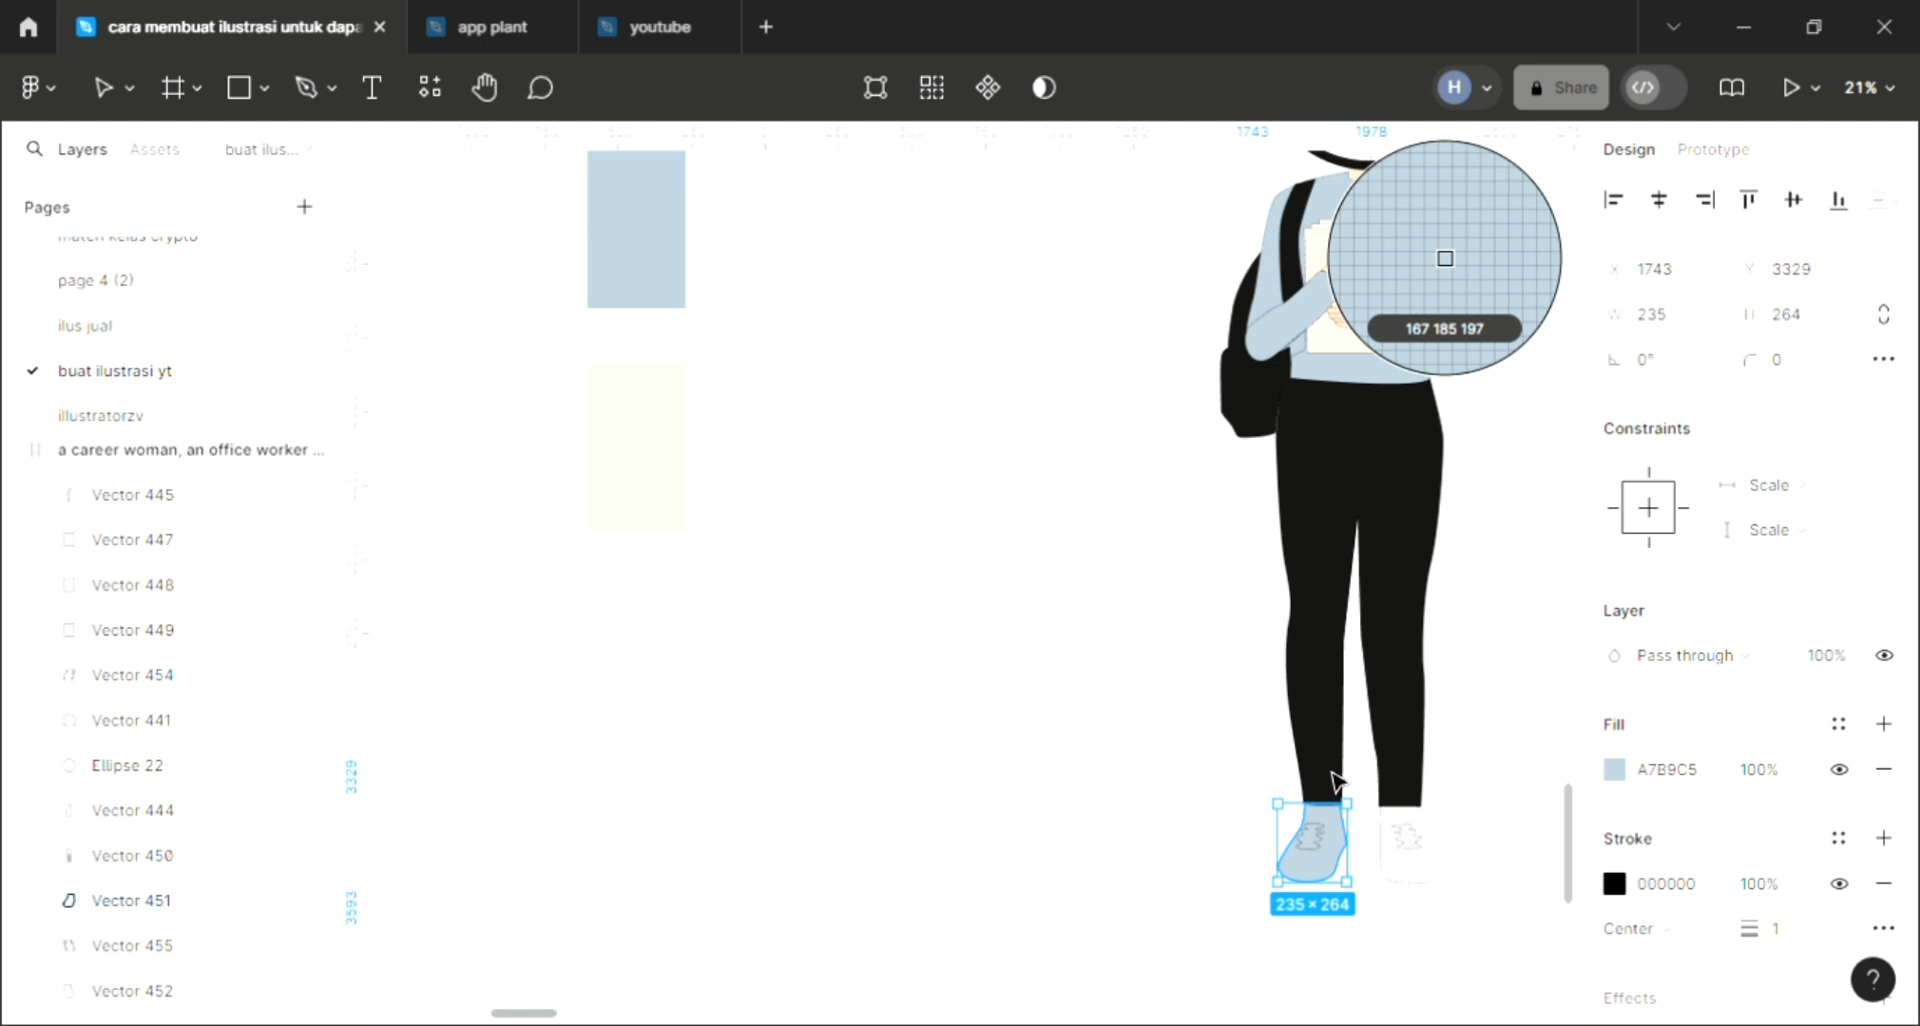 cara membuat ilustrasi untuk dapa
app plant
youtube
H
Share
21%
Layers
Assets
buat ilus...
1743
1978
Design
Prototype
Pages
page 4 (2)
ilus jual
buat ilustrasi yt
illustratorzv
a career woman, an office worker ...
Vector 445
Vector 447
Vector 448
Vector 449
Vector 454
Vector 441
Ellipse 22
Vector 444
Vector 450
Vector 451
Vector 455
Vector 452
3329
3593
167 185 197
235 × 264
X 1743
Y 3329
W 235
H 264
0°
0
Constraints
Scale
Scale
Layer
Pass through
100%
Fill
A7B9C5
100%
Stroke
000000
100%
Center
1
Effects
?